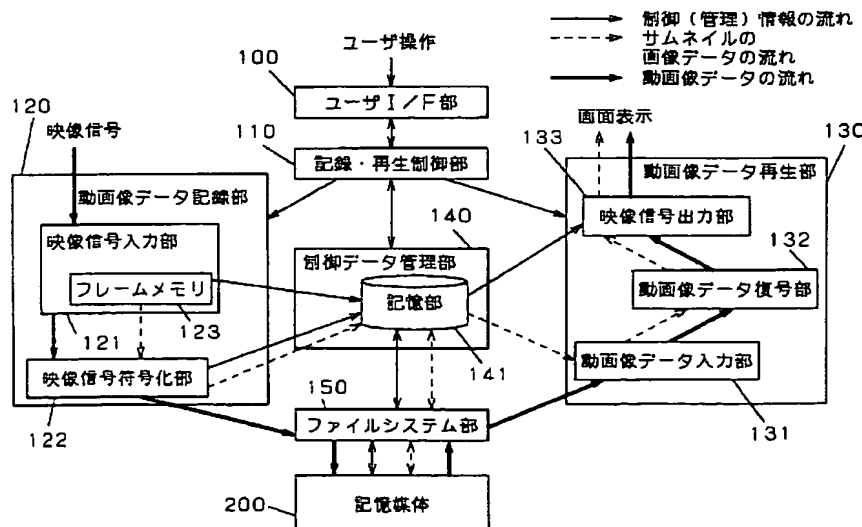 制御(管理)情報の流れ
サムネイルの
画像データの流れ
動画像データの流れ
ユーザ操作
100
ユーザI/F部
120
映像信号
110
記録・再生制御部
画面表示
133
130
動画像データ記録部
動画像データ再生部
映像信号入力部
140
制御データ管理部
映像信号出力部
132
フレームメモリ
記憶部
動画像データ復号部
121
123
141
動画像データ入力部
映像信号符号化部
122
150
ファイルシステム部
131
200
記憶媒体